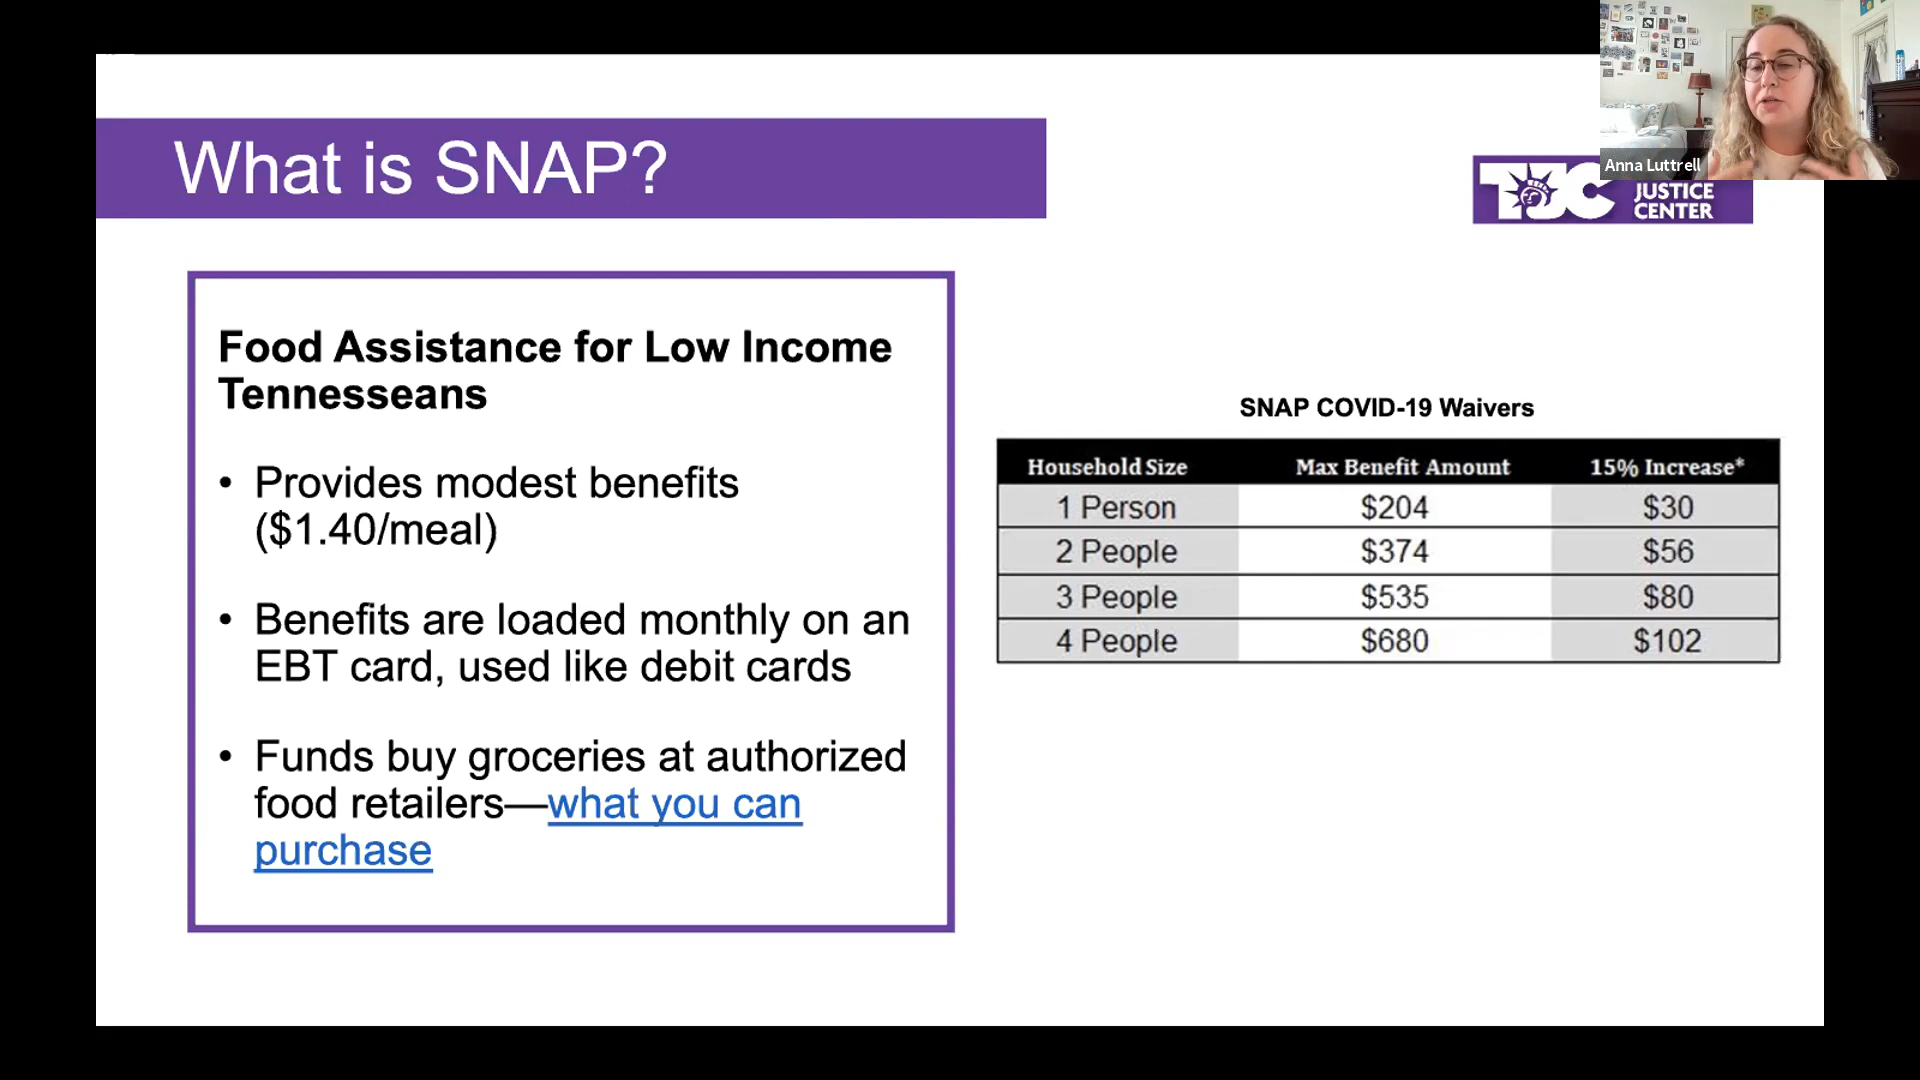 What is SNAP?
Anna Luttrell
TJC
JUSTICE
CENTER
Food Assistance for Low Income
Tennesseans
• Provides modest benefits
($1.40/meal)
• Benefits are loaded monthly on an
EBT card, used like debit cards
• Funds buy groceries at authorized
food retailers—what you can
purchase
SNAP COVID-19 Waivers
Household Size Max Benefit Amount 15% Increase*
1 Person $204 $30
2 People $374 $56
3 People $535 $80
4 People $680 $102